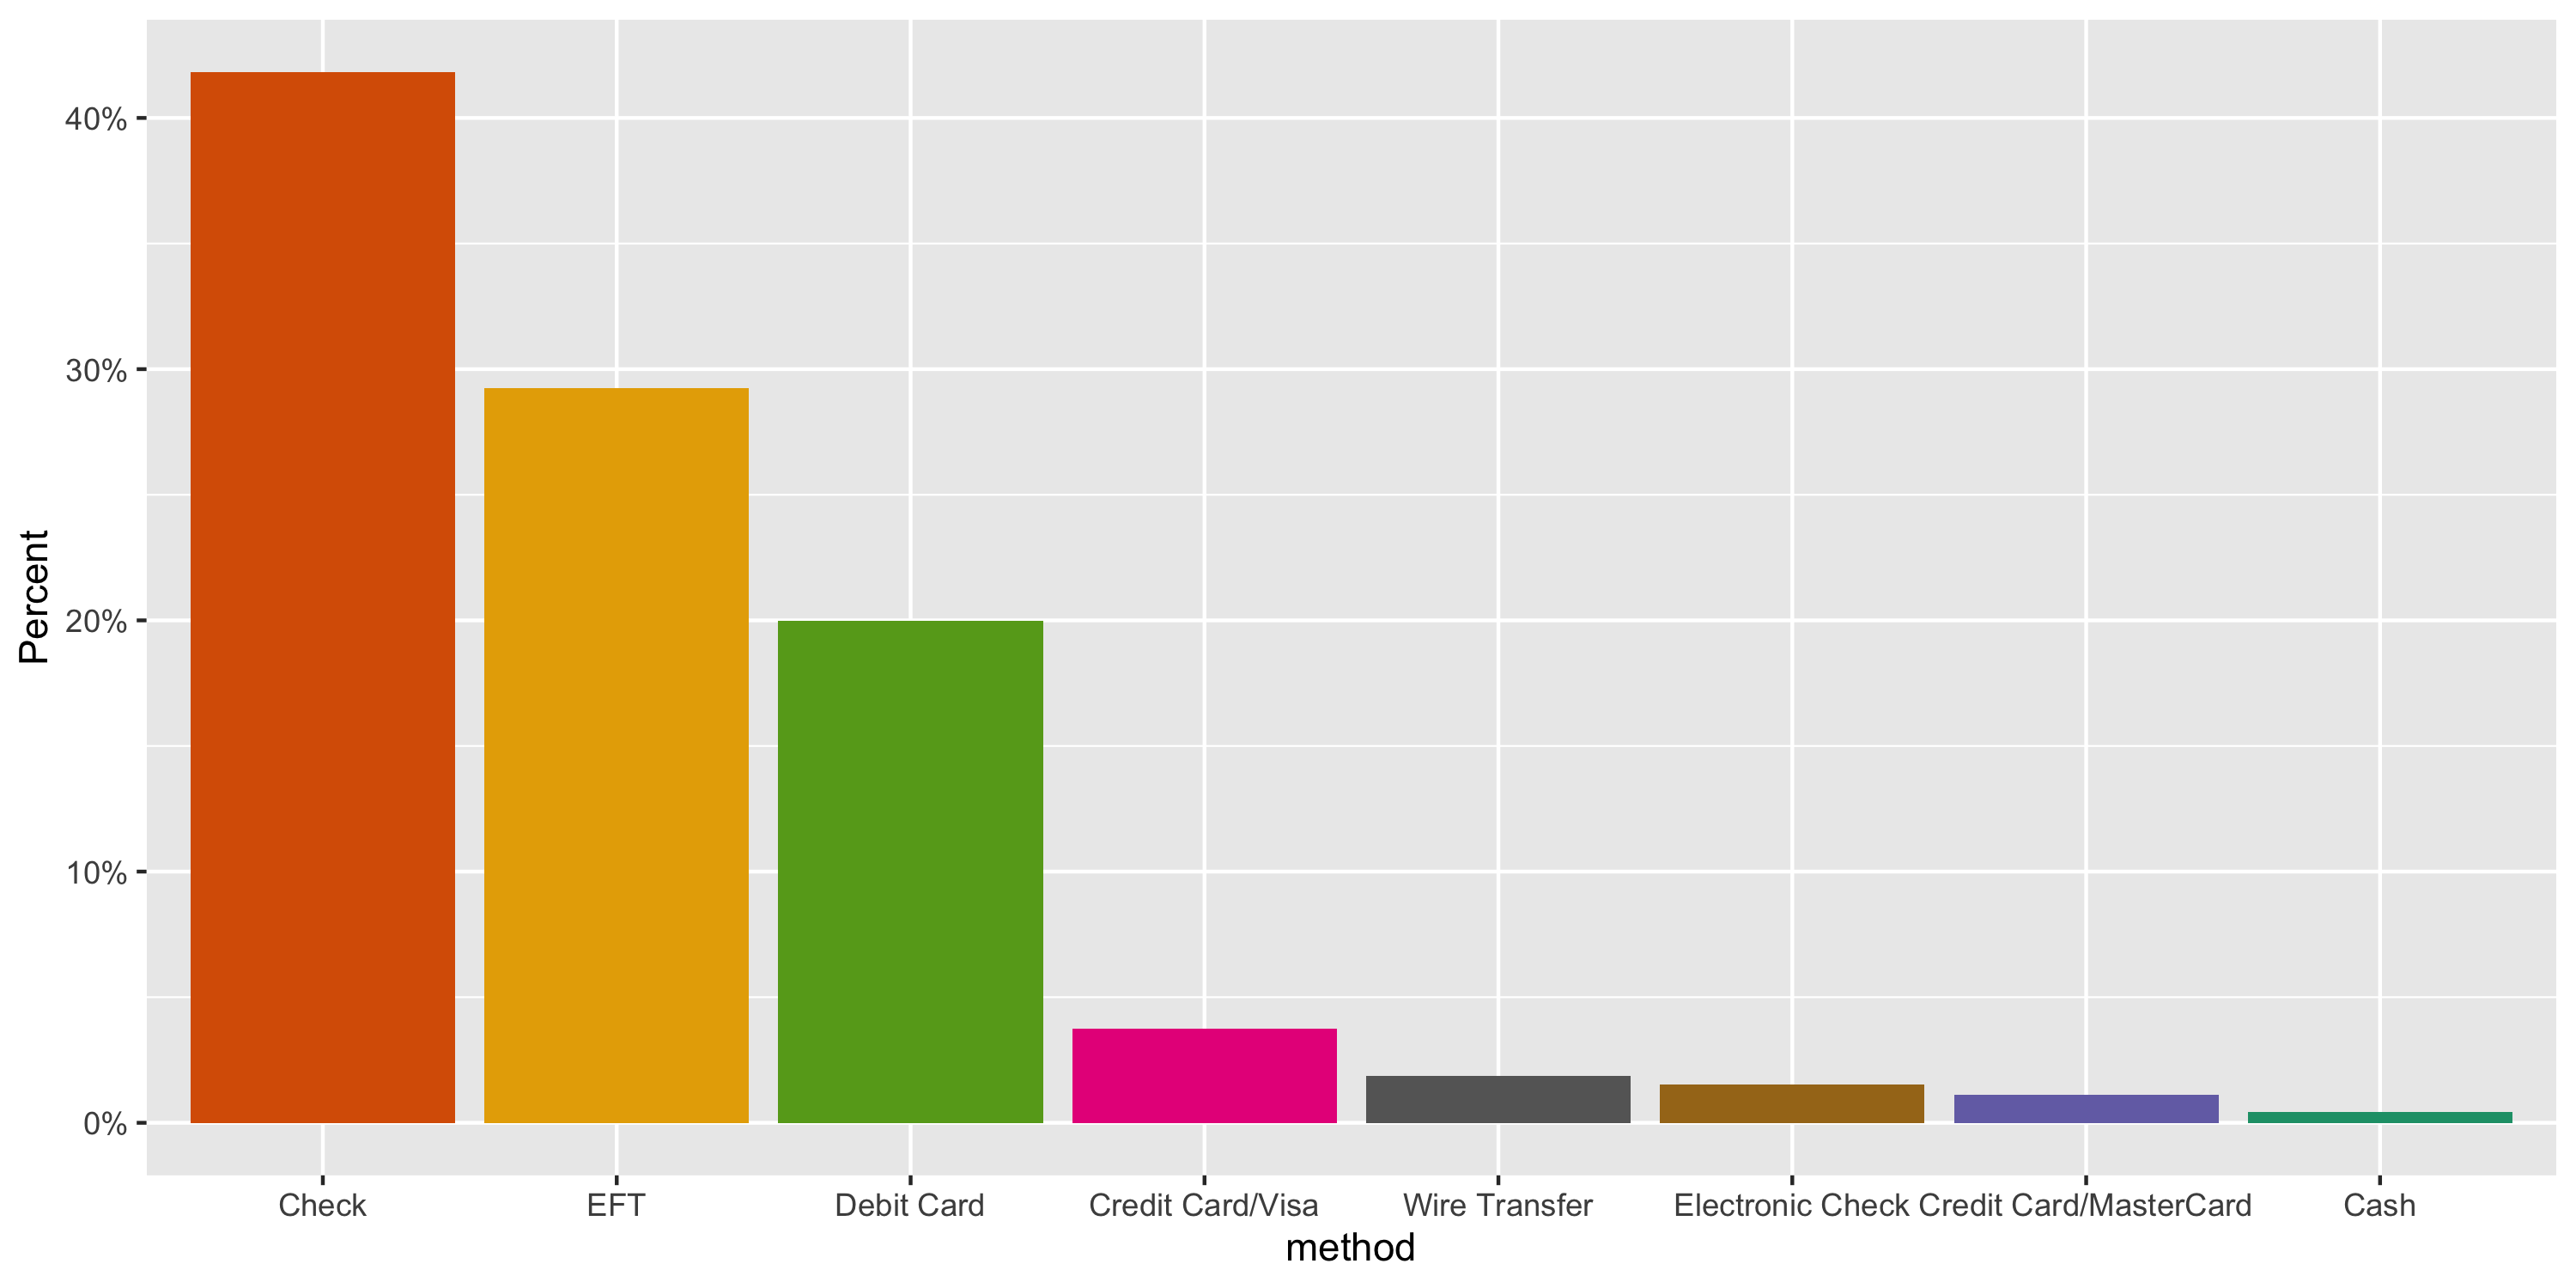 Percent
40%
30%
20%
10%
0%
Check
EFT
Debit Card
Credit Card/Visa
Wire Transfer
Electronic Check
Credit Card/MasterCard
Cash
method